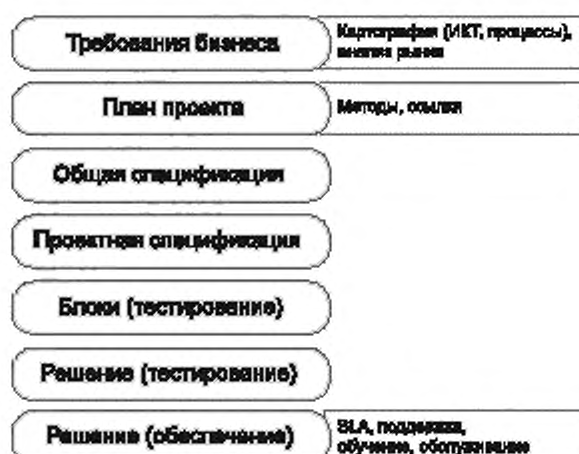 Требования бизнеса
Картография (ИКТ, процессы),
анализ рынка
План проекта
Методы, ссылки
Общая спецификация
Проектная спецификация
Блоки (тестирование)
Решение (тестирование)
Решение (обеспечение)
SLA, поддержка,
обучение, обслуживание